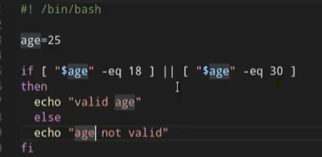 #! /bin/bash
age=25
if [ "$age" -eq 18 ] || [ "$age" -eq 30 ]
then
echo "valid age"
else
echo "age not valid"
fi